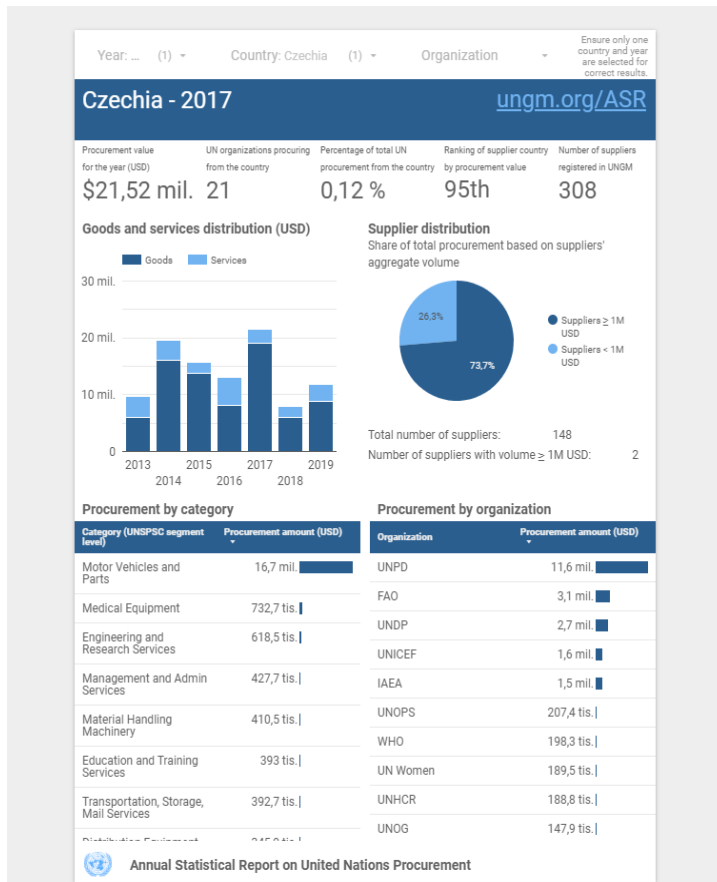 Year: ... (1)
Country: Czechia (1)
Organization
Ensure only one
country and year
are selected for
correct results.
Czechia - 2017
ungm.org/ASR
Procurement value
for the year (USD)
$21,52 mil.
UN organizations procuring
from the country
21
Percentage of total UN
procurement from the country
0,12 %
Ranking of supplier country
by procurement value
95th
Number of suppliers
registered in UNGM
308
Goods and services distribution (USD)
Goods Services
30 mil.
20 mil.
10 mil.
0
2013 2015 2017 2019
2014 2016 2018
Supplier distribution
Share of total procurement based on suppliers'
aggregate volume
26,3%
73,7%
Suppliers ≥ 1M
USD
Suppliers < 1M
USD
Total number of suppliers: 148
Number of suppliers with volume ≥ 1M USD: 2
Procurement by category
Category (UNSPSC segment
level)
Procurement amount (USD)
Motor Vehicles and
Parts
16,7 mil.
Medical Equipment 732,7 tis.
Engineering and
Research Services
618,5 tis.
Management and Admin
Services
427,7 tis.
Material Handling
Machinery
410,5 tis.
Education and Training
Services
393 tis.
Transportation, Storage,
Mail Services
392,7 tis.
Procurement by organization
Organization Procurement amount (USD)
UNPD 11,6 mil.
FAO 3,1 mil.
UNDP 2,7 mil.
UNICEF 1,6 mil.
IAEA 1,5 mil.
UNOPS 207,4 tis.
WHO 198,3 tis.
UN Women 189,5 tis.
UNHCR 188,8 tis.
UNOG 147,9 tis.
Annual Statistical Report on United Nations Procurement